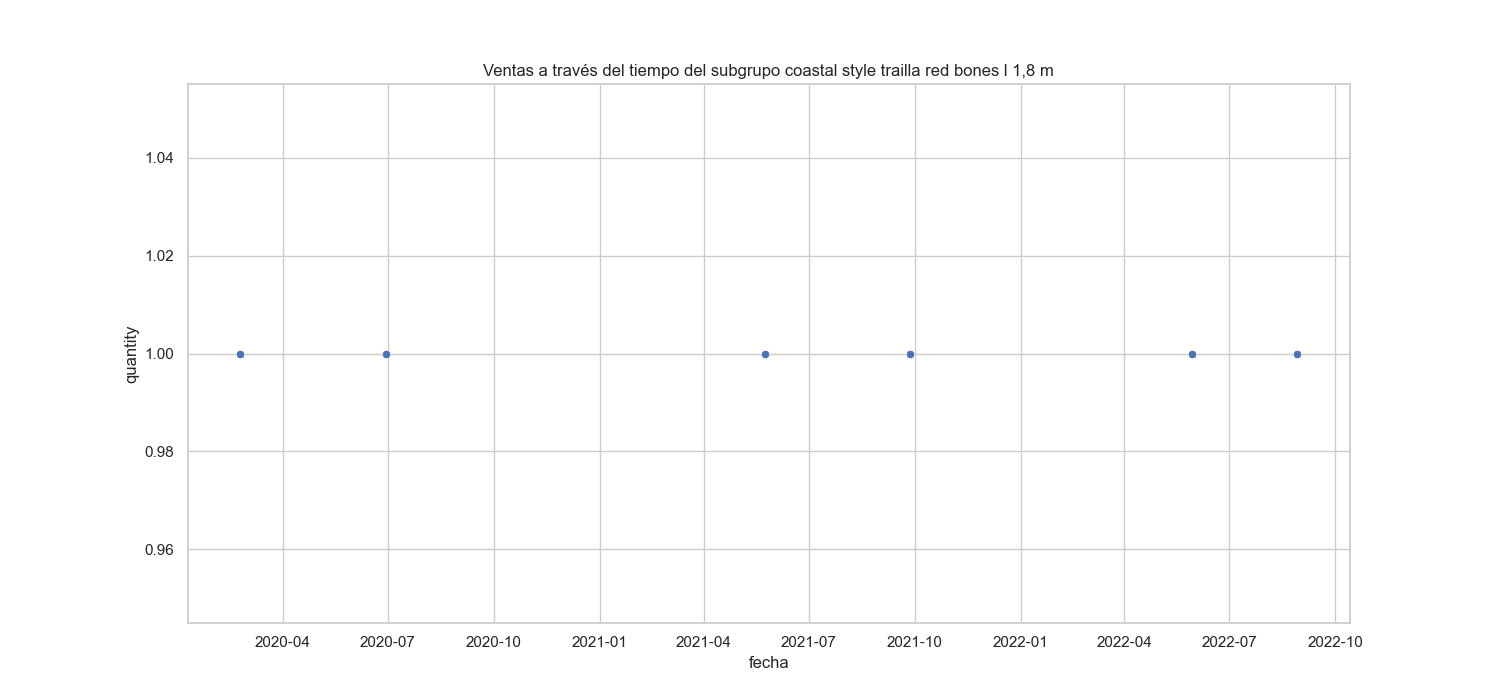 Ventas a través del tiempo del subgrupo coastal style trailla red bones l 1,8 m
1.04
1.02
1.00
0.98
0.96
quantity
2020-04 2020-07 2020-10 2021-01 2021-04 2021-07 2021-10 2022-01 2022-04 2022-07 2022-10
fecha